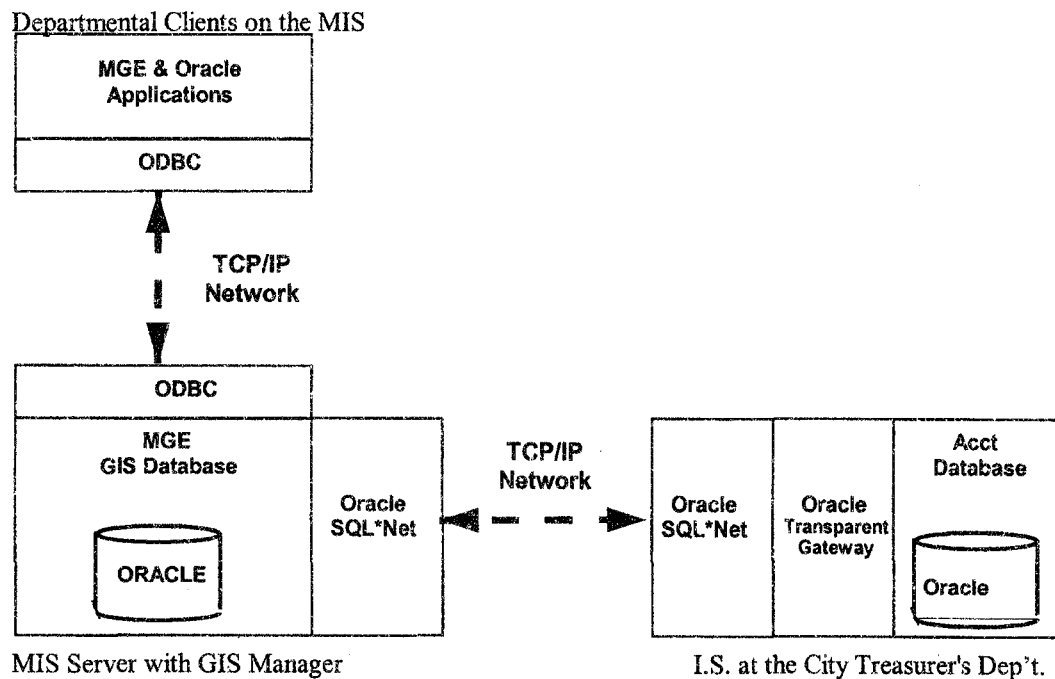 Departmental Clients on the MIS
MGE & Oracle
Applications
ODBC
TCP/IP
Network
ODBC
MGE
GIS Database
ORACLE
Oracle
SQL*Net
TCP/IP
Network
Oracle
SQL*Net
Oracle
Transparent
Gateway
Acct
Database
Oracle
MIS Server with GIS Manager
I.S. at the City Treasurer's Dep't.